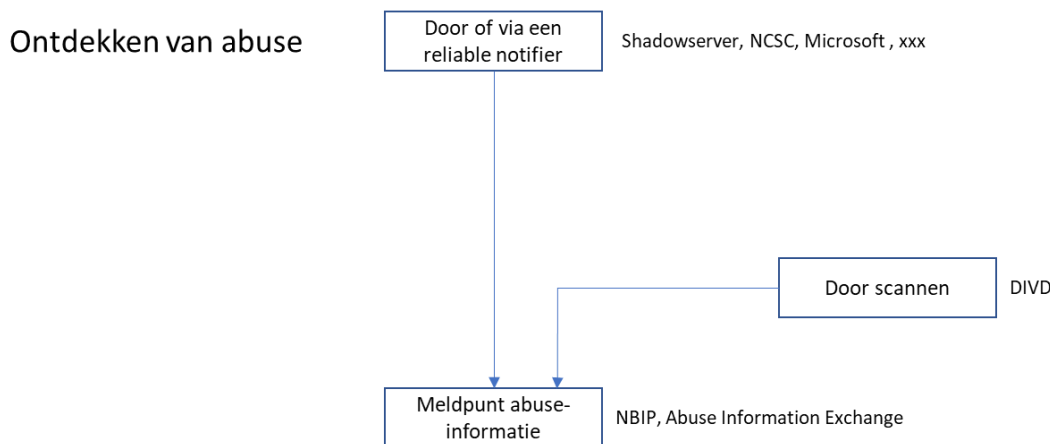 Ontdekken van abuse
Door of via een
reliable notifier
Shadowserver, NCSC, Microsoft , xxx
Door scannen
DIVD
Meldpunt abuse-
informatie
NBIP, Abuse Information Exchange